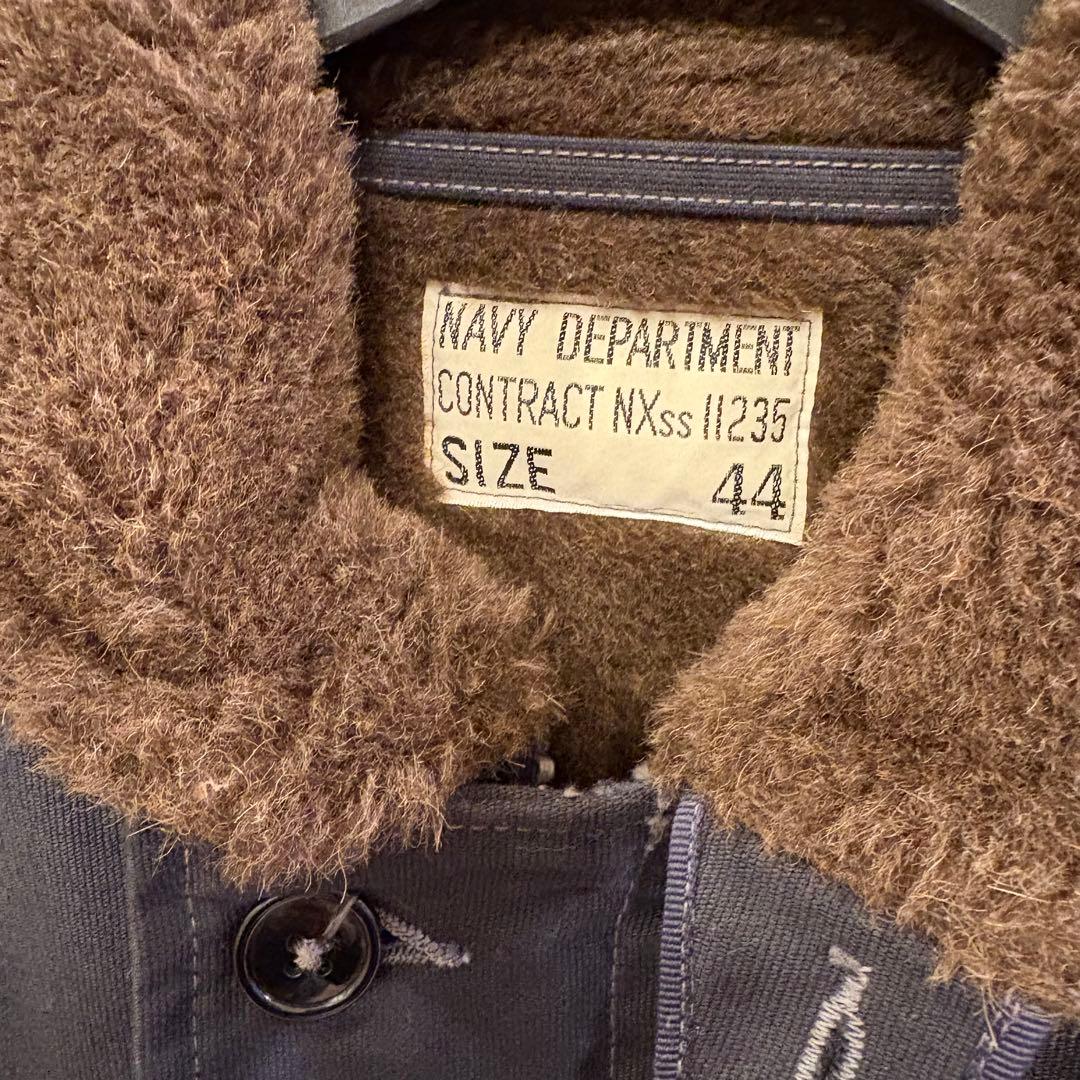 NAVY DEPARTMENT
CONTRACT NXss 11235
SIZE 44